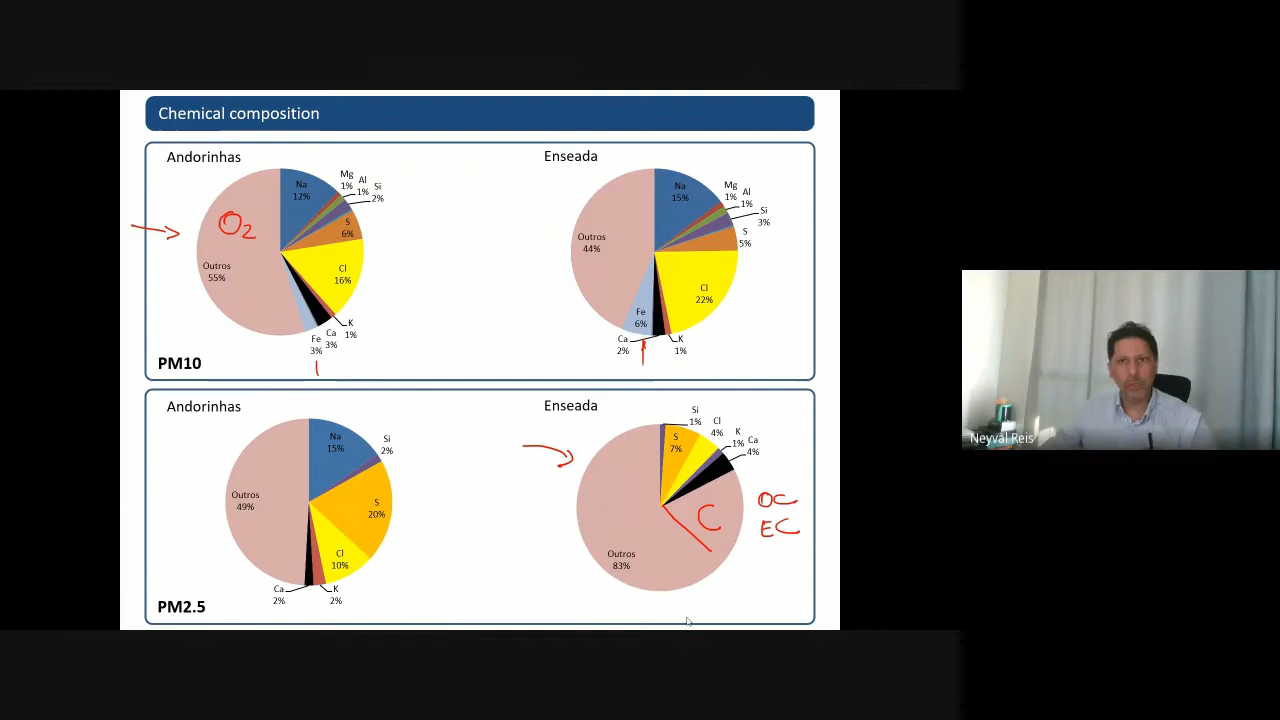 Chemical composition
Andorinhas
Na
12%
Mg
1%
Al
1%
Si
2%
S
6%
Cl
16%
K
1%
Ca
3%
Fe
3%
Outros
55%
O2
PM10
Enseada
Na
15%
Mg
1%
Al
1%
Si
3%
S
5%
Cl
22%
K
1%
Ca
2%
Fe
6%
Outros
44%
Andorinhas
Na
15%
Si
2%
S
20%
Cl
10%
K
2%
Ca
2%
Outros
49%
PM2.5
Enseada
Si
1%
S
7%
Cl
4%
K
1%
Ca
4%
Outros
83%
C
OC
EC
Neyval Reis